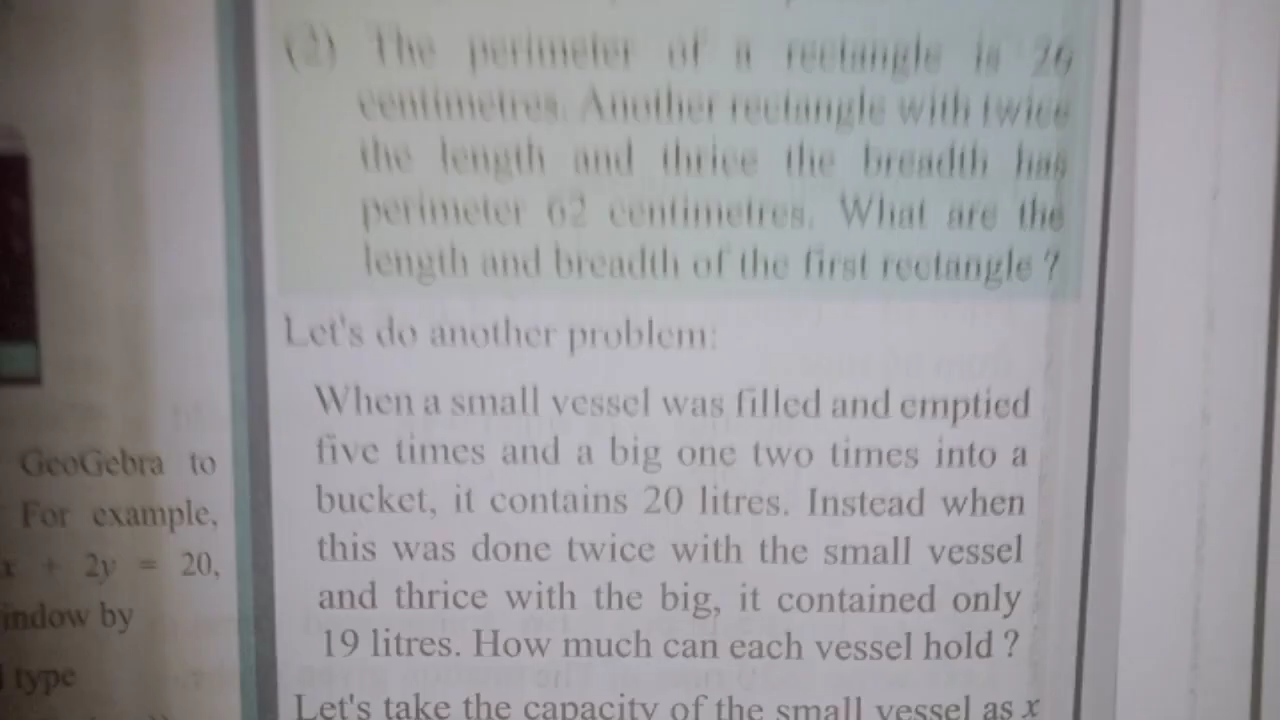 (2) The perimeter of a rectangle is 26
centimetres. Another rectangle with twice
the length and thrice the breadth has
perimeter 62 centimetres. What are the
length and breadth of the first rectangle ?
Let's do another problem:
When a small vessel was filled and emptied
five times and a big one two times into a
bucket, it contains 20 litres. Instead when
this was done twice with the small vessel
and thrice with the big, it contained only
19 litres. How much can each vessel hold ?
Let's take the capacity of the small vessel as x
GeoGebra to
For example,
x + 2y = 20,
indow by
type